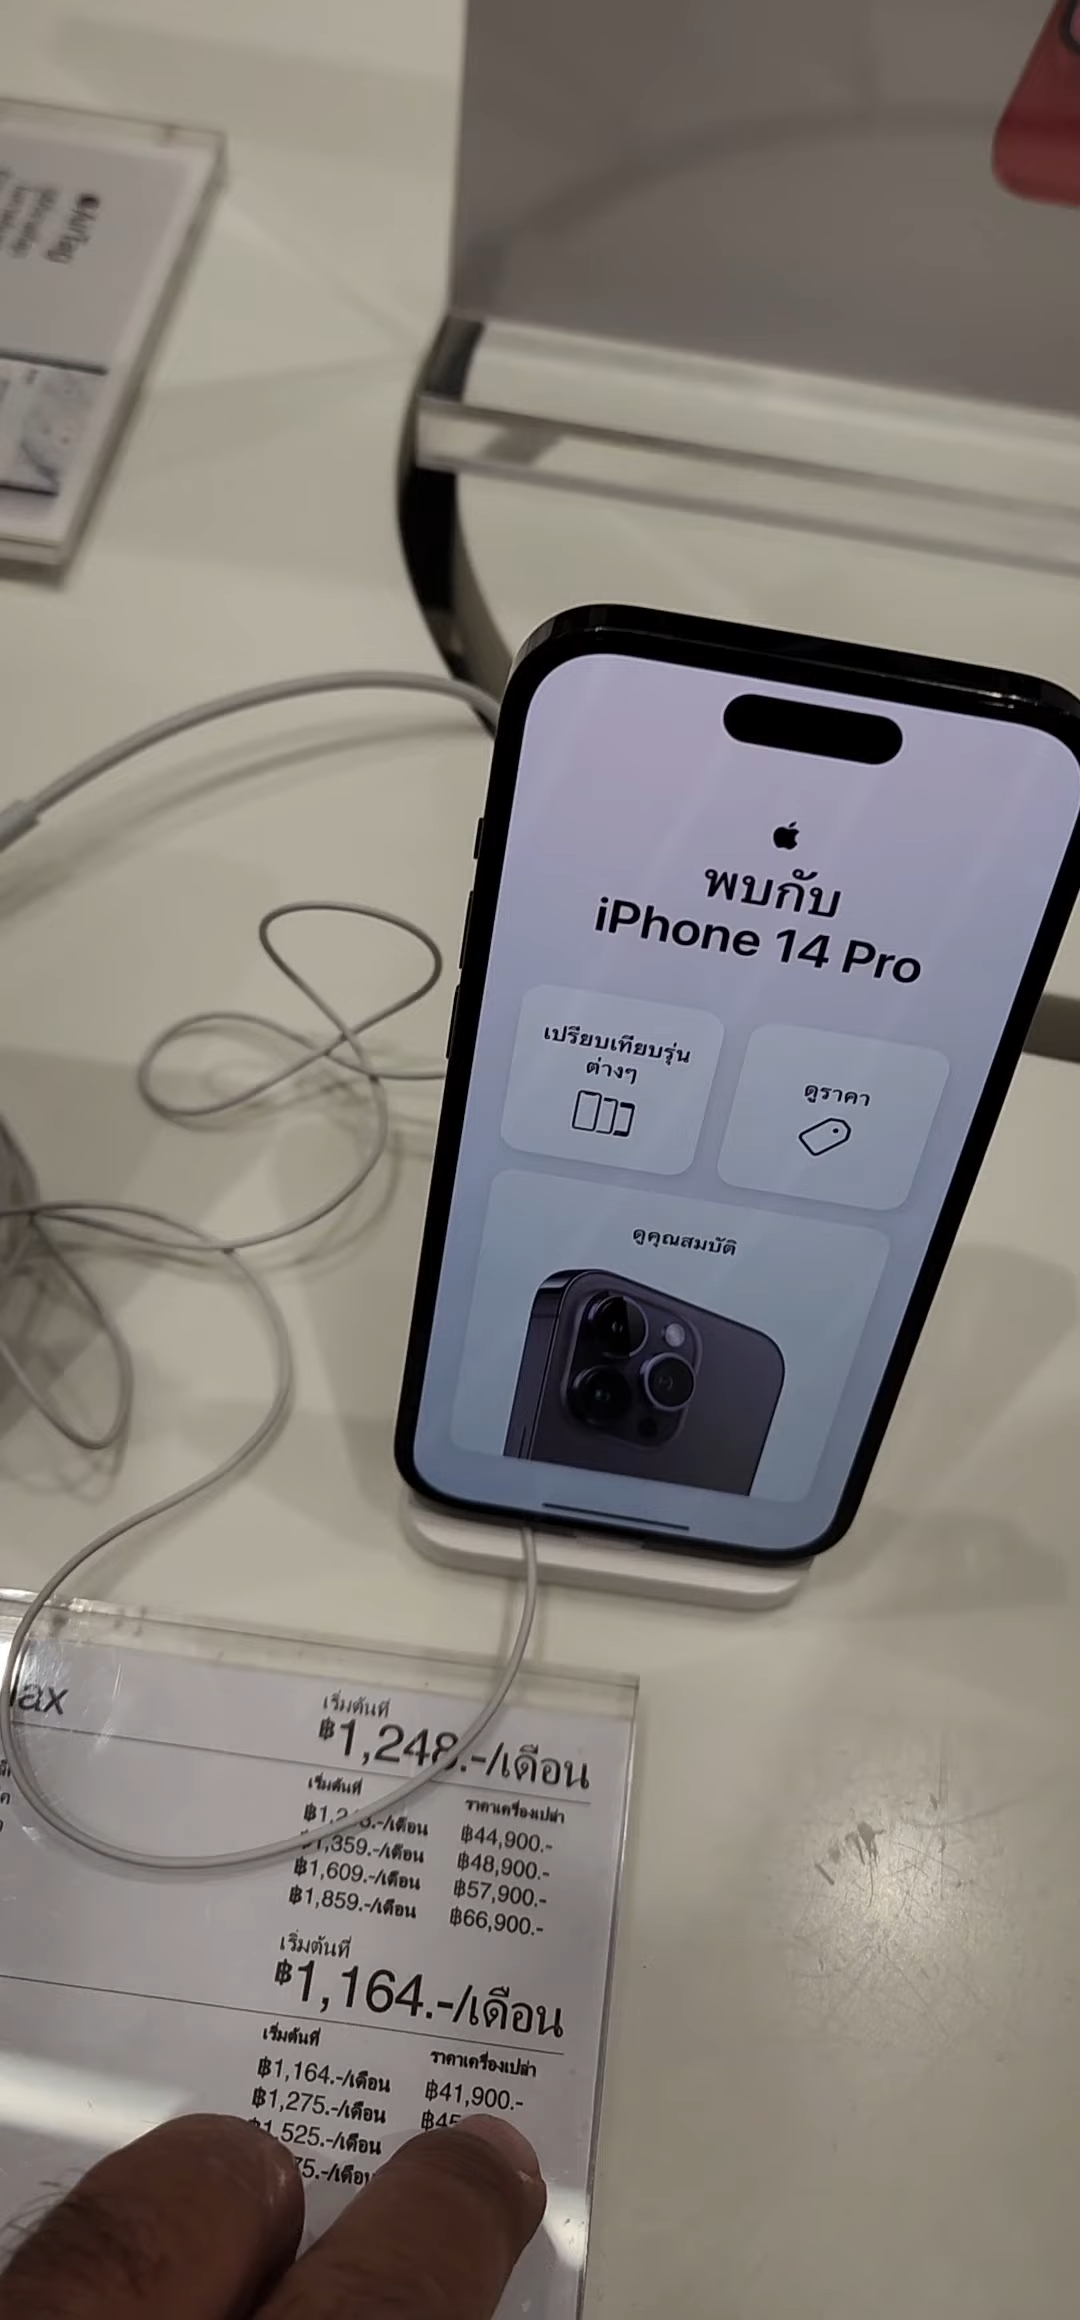 AirTag
พบกับ
iPhone 14 Pro
เปรียบเทียบรุ่น
ต่างๆ
ดูราคา
ดูคุณสมบัติ
เริ่มต้นที่
฿1,248.-/เดือน
เริ่มต้นที่ ราคาเครื่องเปล่า
฿44,900.-
฿1,359.-/เดือน ฿48,900.-
฿1,609.-/เดือน ฿57,900.-
฿1,859.-/เดือน ฿66,900.-
เริ่มต้นที่
฿1,164.-/เดือน
เริ่มต้นที่ ราคาเครื่องเปล่า
฿1,164.-/เดือน ฿41,900.-
฿1,275.-/เดือน
฿1,525.-/เดือน